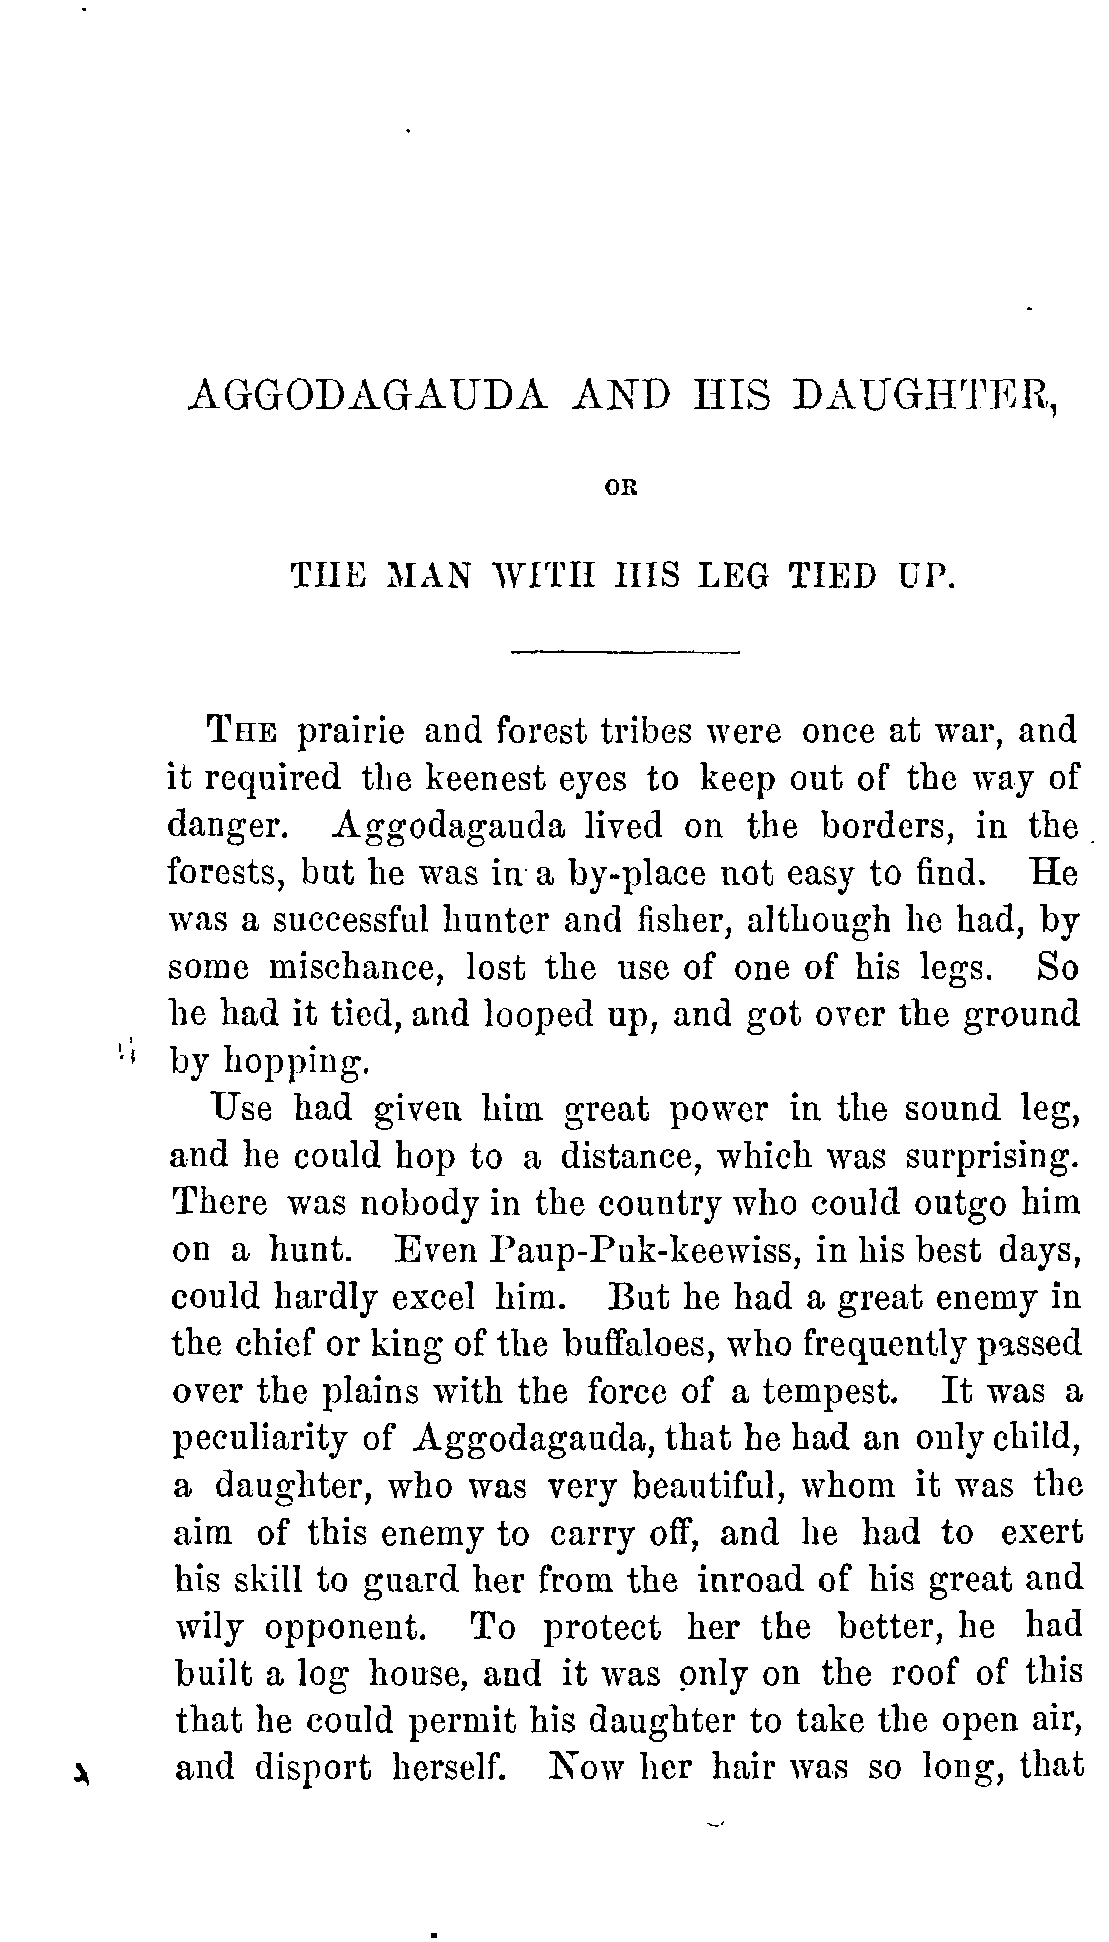 AGGODAGAUDA AND HIS DAUGHTER,
OR
THE MAN WITH HIS LEG TIED UP.
THE prairie and forest tribes were once at war, and
it required the keenest eyes to keep out of the way of
danger. Aggodagauda lived on the borders, in the
forests, but he was in a by-place not easy to find. He
was a successful hunter and fisher, although he had, by
some mischance, lost the use of one of his legs. So
he had it tied, and looped up, and got over the ground
by hopping.
Use had given him great power in the sound leg,
and he could hop to a distance, which was surprising.
There was nobody in the country who could outgo him
on a hunt. Even Paup-Puk-keewiss, in his best days,
could hardly excel him. But he had a great enemy in
the chief or king of the buffaloes, who frequently passed
over the plains with the force of a tempest. It was a
peculiarity of Aggodagauda, that he had an only child,
a daughter, who was very beautiful, whom it was the
aim of this enemy to carry off, and he had to exert
his skill to guard her from the inroad of his great and
wily opponent. To protect her the better, he had
built a log house, and it was only on the roof of this
that he could permit his daughter to take the open air,
and disport herself. Now her hair was so long, that